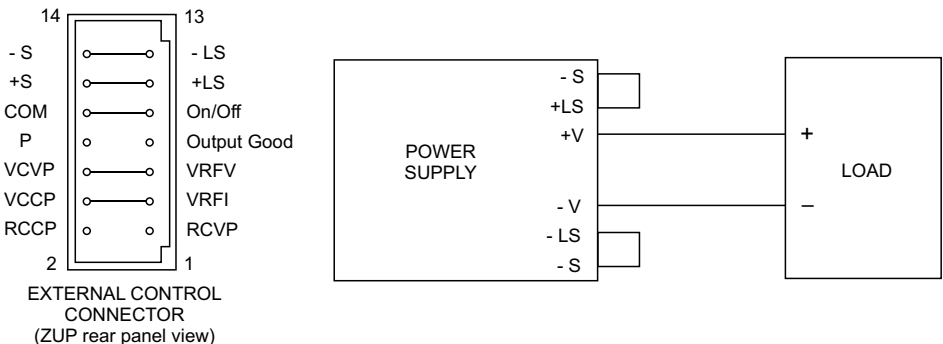 14
13
- S
- LS
+S
+LS
COM
On/Off
P
Output Good
VCVP
VRFV
VCCP
VRFI
RCCP
RCVP
2
1
EXTERNAL CONTROL
CONNECTOR
(ZUP rear panel view)
POWER
SUPPLY
- S
+LS
+V
- V
- LS
- S
+
LOAD
−